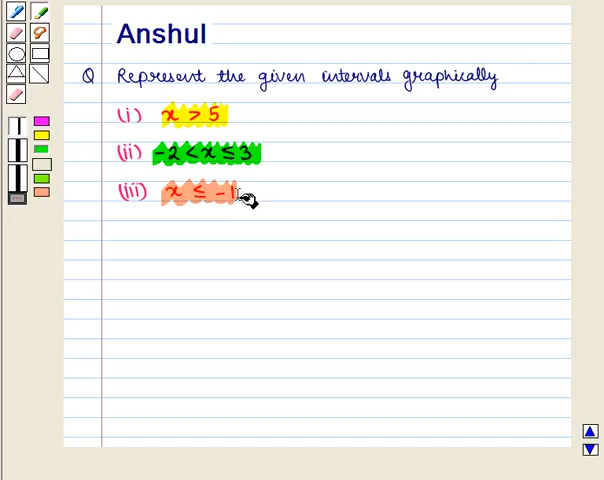 Anshul
Q Represent the given intervals graphically
(i) x > 5
(ii) -2 < x ≤ 3
(iii) x ≤ -1